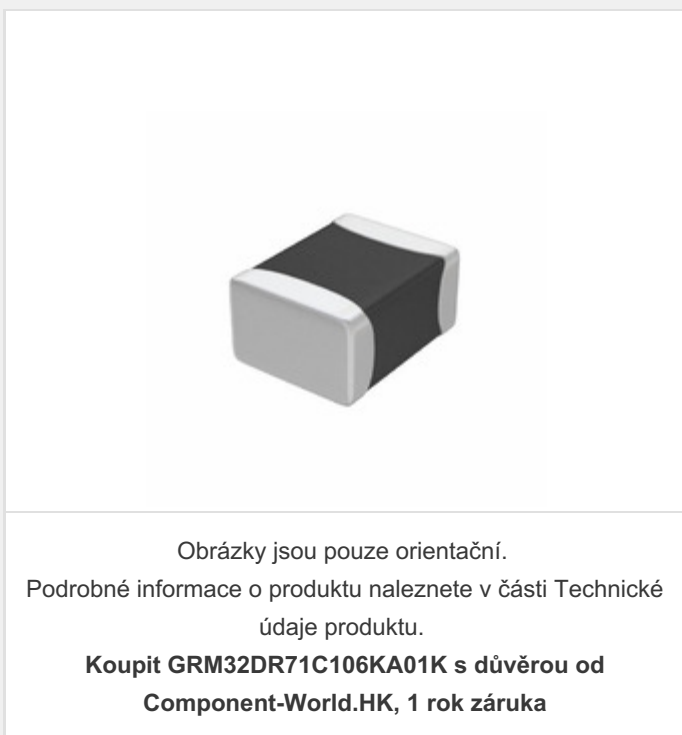 Obrázky jsou pouze orientační.
Podrobné informace o produktu naleznete v části Technické
údaje produktu.
Koupit GRM32DR71C106KA01K s důvěrou od
Component-World.HK, 1 rok záruka